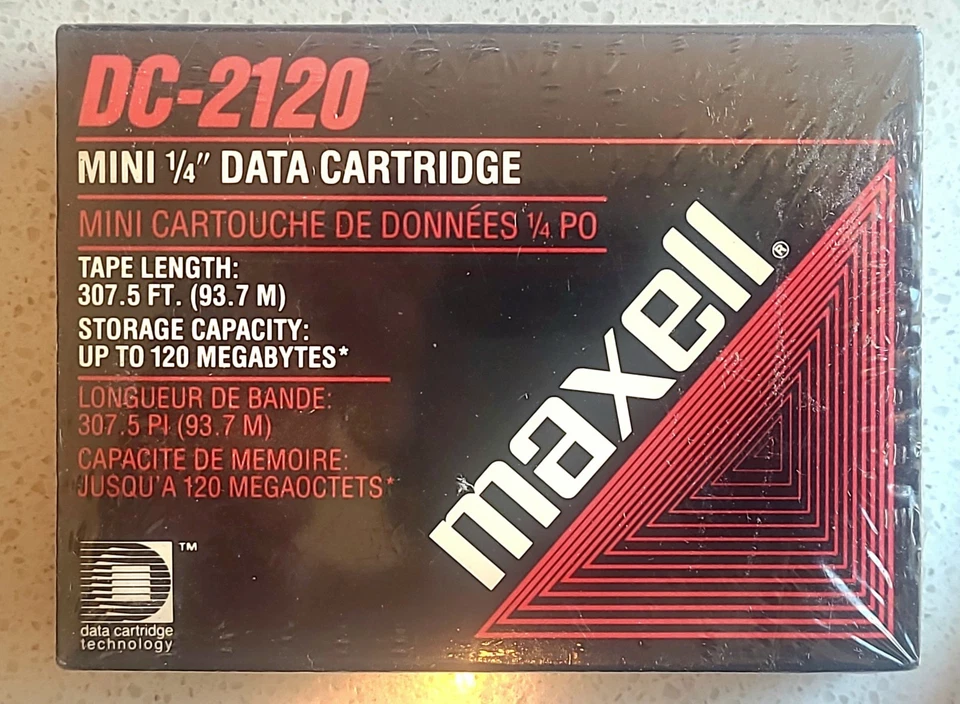 DC-2120
MINI ¼" DATA CARTRIDGE
MINI CARTOUCHE DE DONNÉES ¼ PO
TAPE LENGTH:
307.5 FT. (93.7 M)
STORAGE CAPACITY:
UP TO 120 MEGABYTES*
LONGUEUR DE BANDE:
307.5 PI (93.7 M)
CAPACITE DE MEMOIRE:
JUSQU'A 120 MEGAOCTETS*
maxell®
D™
data cartridge
technology